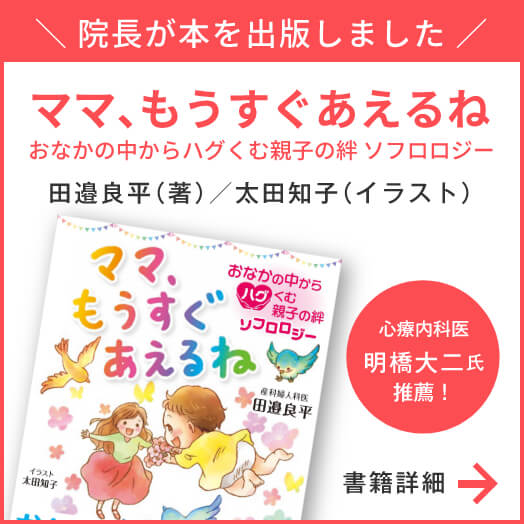 ＼ 院長が本を出版しました ／
ママ、もうすぐあえるね
おなかの中からハグくむ親子の絆 ソフロロジー
田邉良平（著）／太田知子（イラスト）
ママ、
もうすぐ
あえるね
おなかの中から
ハグくむ
親子の絆
ソフロロジー
産科婦人科医
田邉良平
イラスト
太田知子
心療内科医
明橋大二氏
推薦！
書籍詳細